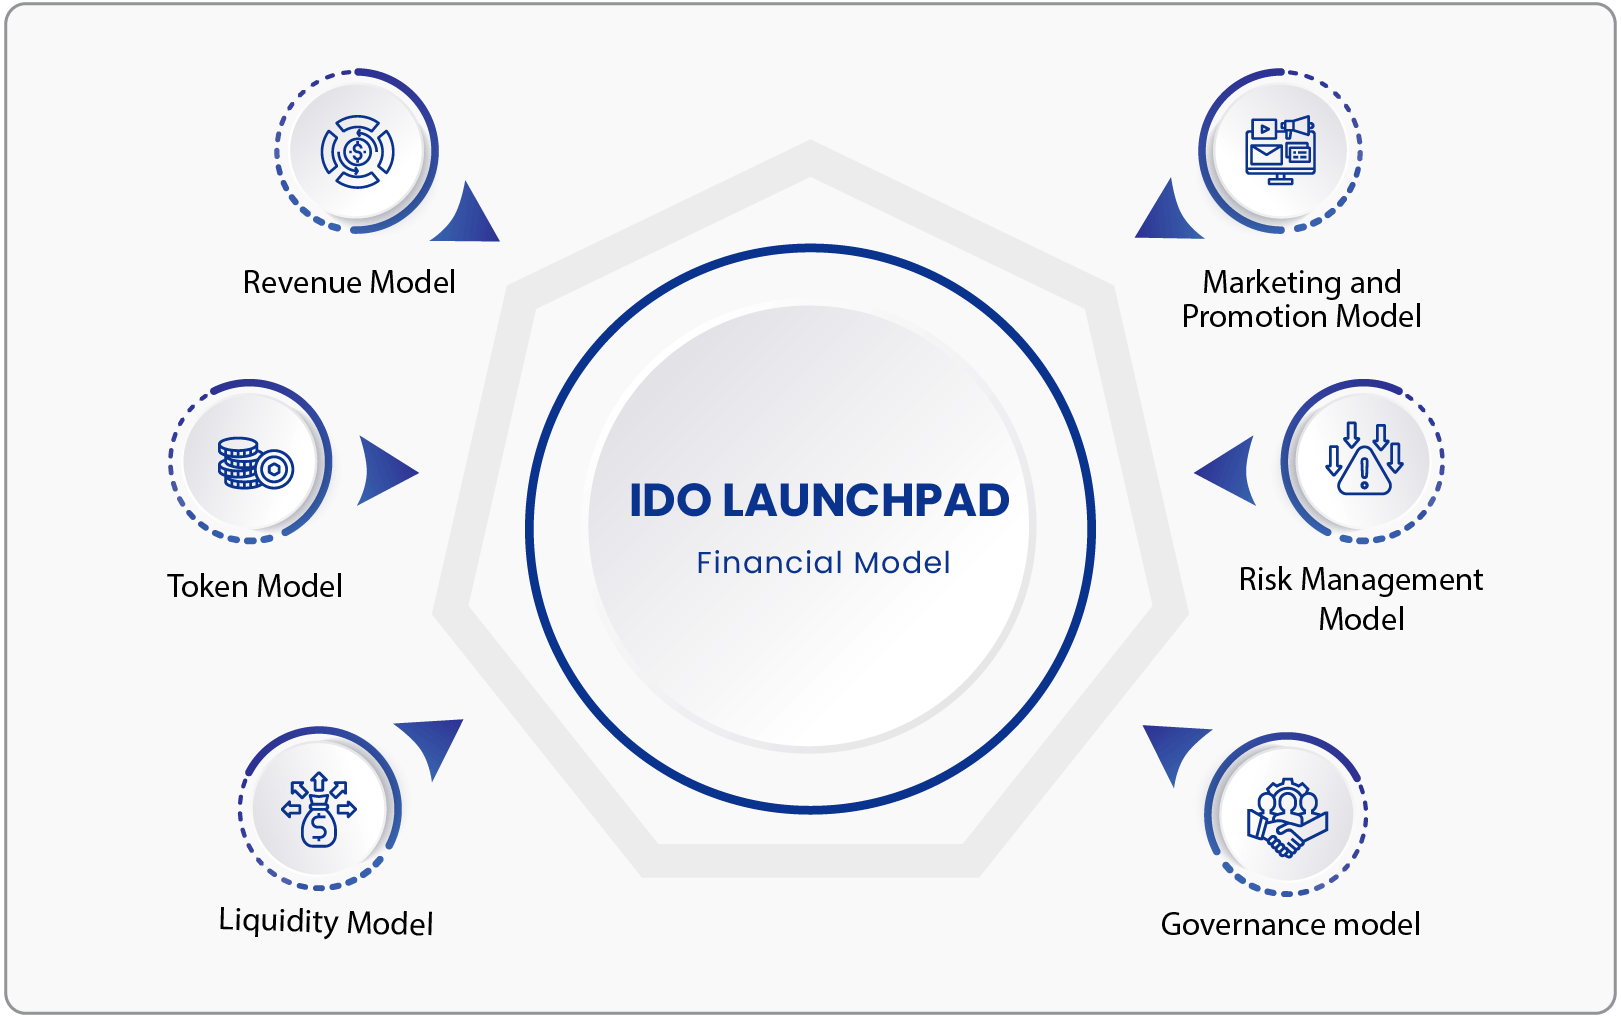 Revenue Model
Marketing and
Promotion Model
IDO LAUNCHPAD
Financial Model
Token Model
Risk Management
Model
Liquidity Model
Governance model